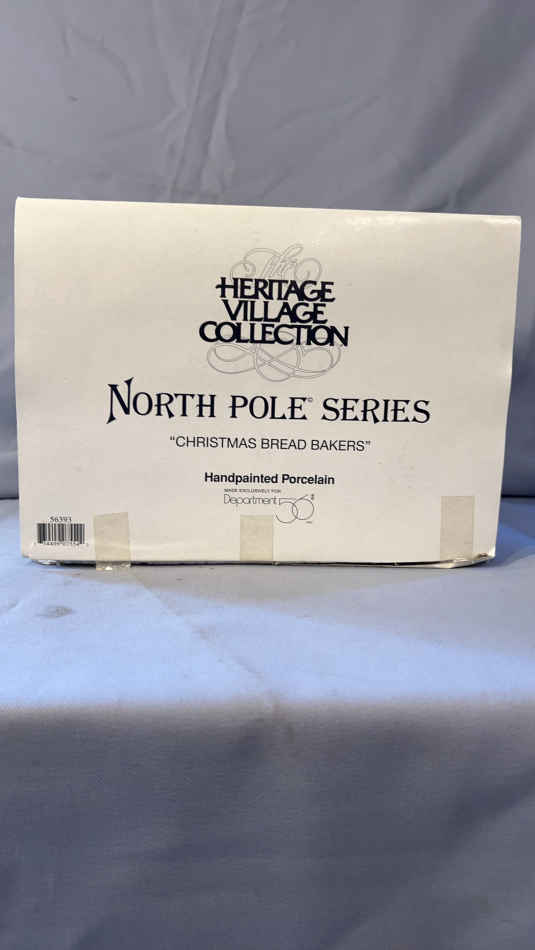 The
HERITAGE
VILLAGE
COLLECTION
NORTH POLE© SERIES
“CHRISTMAS BREAD BAKERS”
Handpainted Porcelain
MADE EXCLUSIVELY FOR
Department 56®
56393